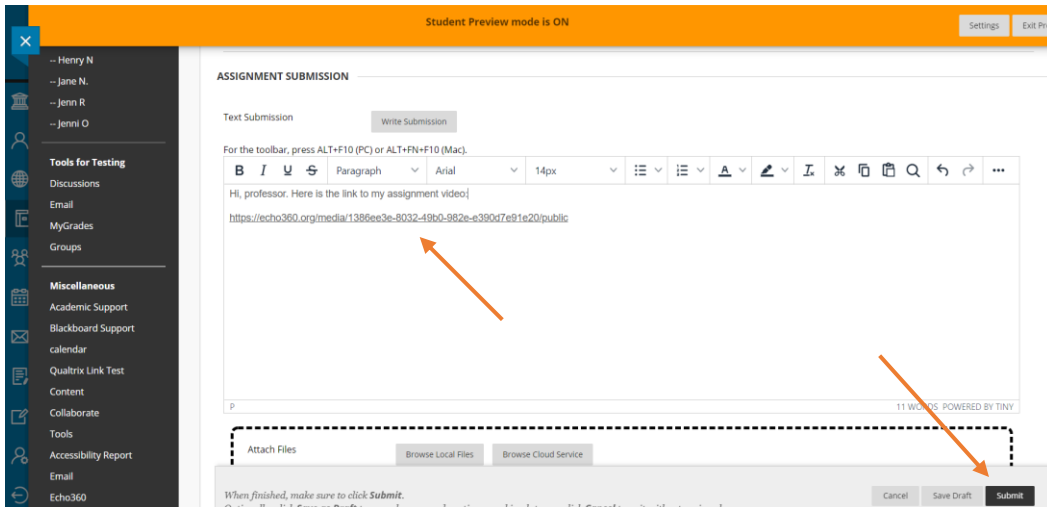 Student Preview mode is ON
Settings
Exit Pr
-- Henry N
-- Jane N.
-- Jenn R
-- Jenni O
Tools for Testing
Discussions
Email
MyGrades
Groups
Miscellaneous
Academic Support
Blackboard Support
calendar
Qualtrix Link Test
Content
Collaborate
Tools
Accessibility Report
Email
Echo360
ASSIGNMENT SUBMISSION
Text Submission
Write Submission
For the toolbar, press ALT+F10 (PC) or ALT+FN+F10 (Mac).
B I U S Paragraph Arial 14px
Hi, professor. Here is the link to my assignment video:
https://echo360.org/media/1386ee3e-8032-49b0-982e-e390d7e91e20/public
P
11 WORDS POWERED BY TINY
Attach Files
Browse Local Files
Browse Cloud Service
When finished, make sure to click Submit.
Cancel
Save Draft
Submit